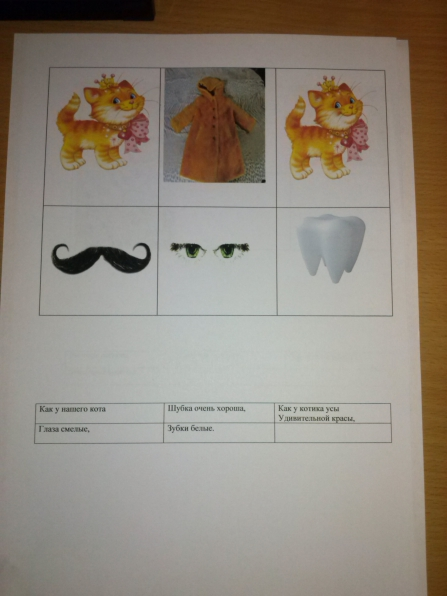 Как у нашего кота
Шубка очень хороша,
Как у котика усы
Удивительной красы,
Глаза смелые,
Зубки белые.